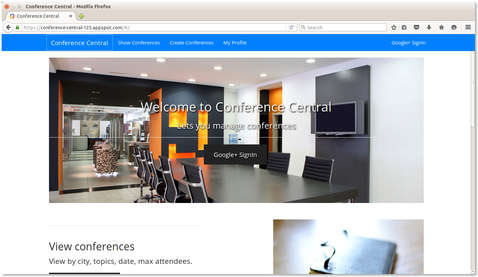 Conference Central - Mozilla Firefox
Conference Central
https://conference-central-123.appspot.com/#/
Search
Conference Central
Show Conferences
Create Conferences
My Profile
Google+ SignIn
Welcome to Conference Central
Lets you manage conferences
Google+ SignIn
View conferences
View by city, topics, date, max attendees.